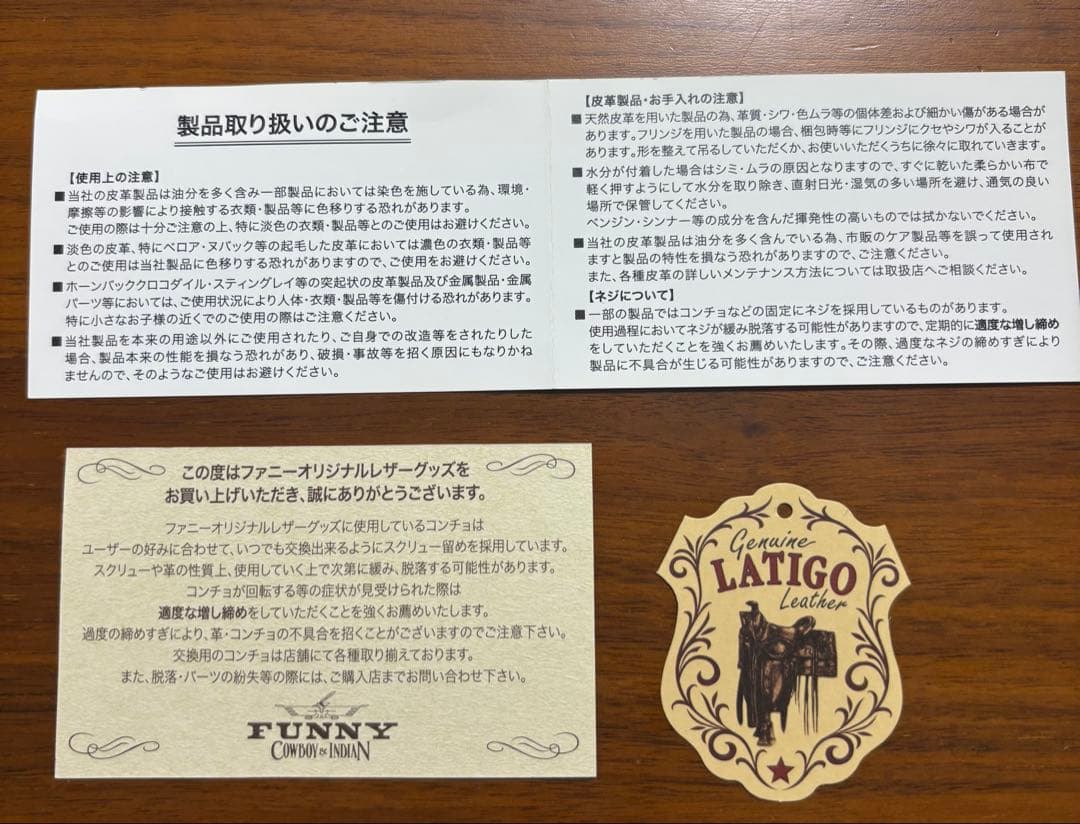 製品取り扱いのご注意
【使用上の注意】
■当社の皮革製品は油分を多く含み一部製品においては染色を施している為、環境・
摩擦等の影響により接触する衣類・製品等に色移りする恐れがあります。
ご使用の際は十分ご注意の上、特に淡色の衣類・製品等とのご使用はお避けください。
■淡色の皮革、特にベロア・ヌバック等の起毛した皮革においては濃色の衣類・製品等
とのご使用は当社製品に色移りする恐れがありますので、ご使用をお避けください。
■ホーンバッククロコダイル・スティングレイ等の突起状の皮革製品及び金属製品・金属
パーツ等においては、ご使用状況により人体・衣類・製品等を傷付ける恐れがあります。
特に小さなお子様の近くでのご使用の際はご注意ください。
■当社製品を本来の用途以外にご使用されたり、ご自身での改造等をされたりした
場合、製品本来の性能を損なう恐れがあり、破損・事故等を招く原因にもなりかね
ませんので、そのようなご使用はお避けください。
【皮革製品・お手入れの注意】
■天然皮革を用いた製品の為、革質・シワ・色ムラ等の個体差および細かい傷がある場合が
あります。フリンジを用いた製品の場合、梱包時等にフリンジにクセやシワが入ることが
あります。形を整えて吊るしていただくか、お使いいただくうちに徐々に取れていきます。
■水分が付着した場合はシミ・ムラの原因となりますので、すぐに乾いた柔らかい布で
軽く押すようにして水分を取り除き、直射日光・湿気の多い場所を避け、通気の良い
場所で保管してください。
ベンジン・シンナー等の成分を含んだ揮発性の高いものでは拭かないでください。
■当社の皮革製品は油分を多く含んでいる為、市販のケア製品等を誤って使用され
ますと製品の特性を損なう恐れがありますので、ご注意ください。
また、各種皮革の詳しいメンテナンス方法については取扱店へご相談ください。
【ネジについて】
■一部の製品ではコンチョなどの固定にネジを採用しているものがあります。
使用過程においてネジが緩み脱落する可能性がありますので、定期的に適度な増し締め
をしていただくことを強くお薦めいたします。その際、過度なネジの締めすぎにより
製品に不具合が生じる可能性がありますので、ご注意ください。
この度はファニーオリジナルレザーグッズを
お買い上げいただき、誠にありがとうございます。
ファニーオリジナルレザーグッズに使用しているコンチョは
ユーザーの好みに合わせて、いつでも交換出来るようにスクリュー留めを採用しています。
スクリューや革の性質上、使用していく上で次第に緩み、脱落する可能性があります。
コンチョが回転する等の症状が見受けられた際は
適度な増し締めをしていただくことを強くお薦めいたします。
過度の締めすぎにより、革・コンチョの不具合を招くことがございますのでご注意下さい。
交換用のコンチョは店舗にて各種取り揃えております。
また、脱落・パーツの紛失等の際には、ご購入店までお問い合わせ下さい。
FUNNY
COWBOY & INDIAN
Genuine
LATIGO
Leather